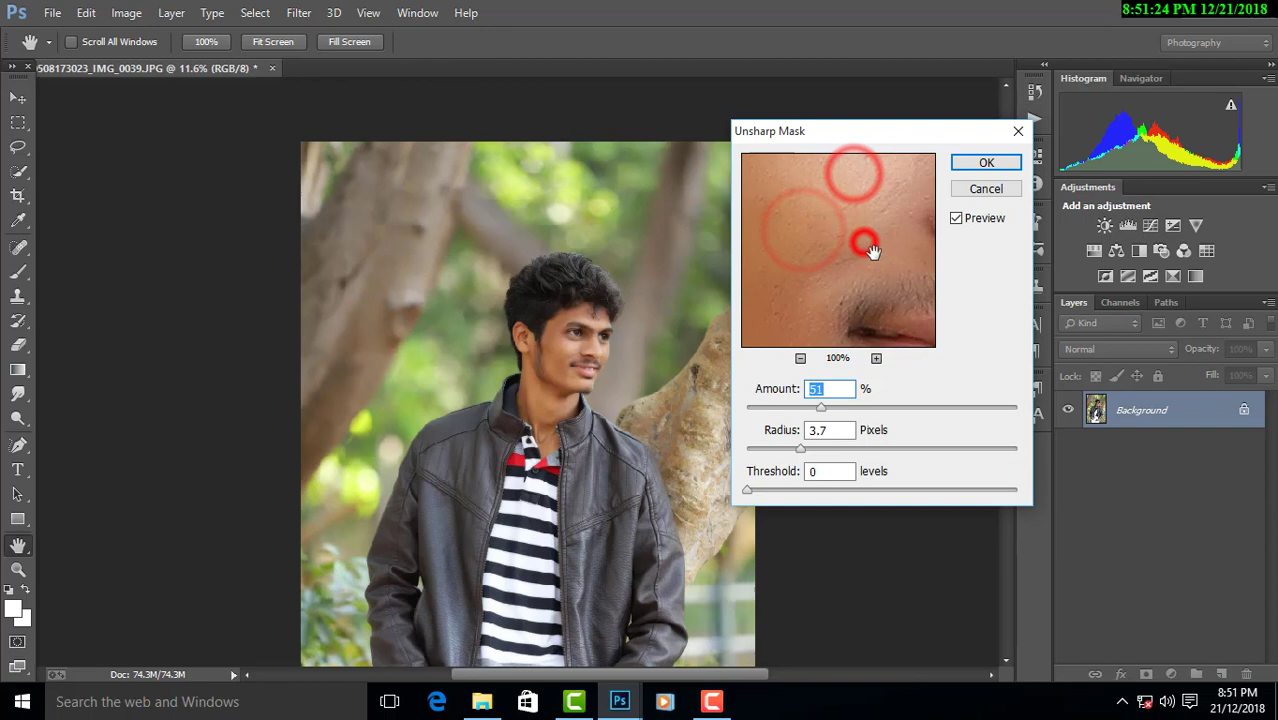 Ps File Edit Image Layer Type Select Filter 3D View Window Help
8:51:24 PM 12/21/2018
Scroll All Windows 100% Fit Screen Fill Screen Photography
508173023_IMG_0039.JPG @ 11.6% (RGB/8) * ×
Histogram Navigator
Unsharp Mask
OK
Cancel
Preview
100%
Amount: 51 %
Radius: 3.7 Pixels
Threshold: 0 levels
Adjustments
Add an adjustment
Layers Channels Paths
Kind
Normal Opacity: 100%
Lock: Fill: 100%
Background
Doc: 74.3M/74.3M
Search the web and Windows
Ps
8:51 PM
21/12/2018